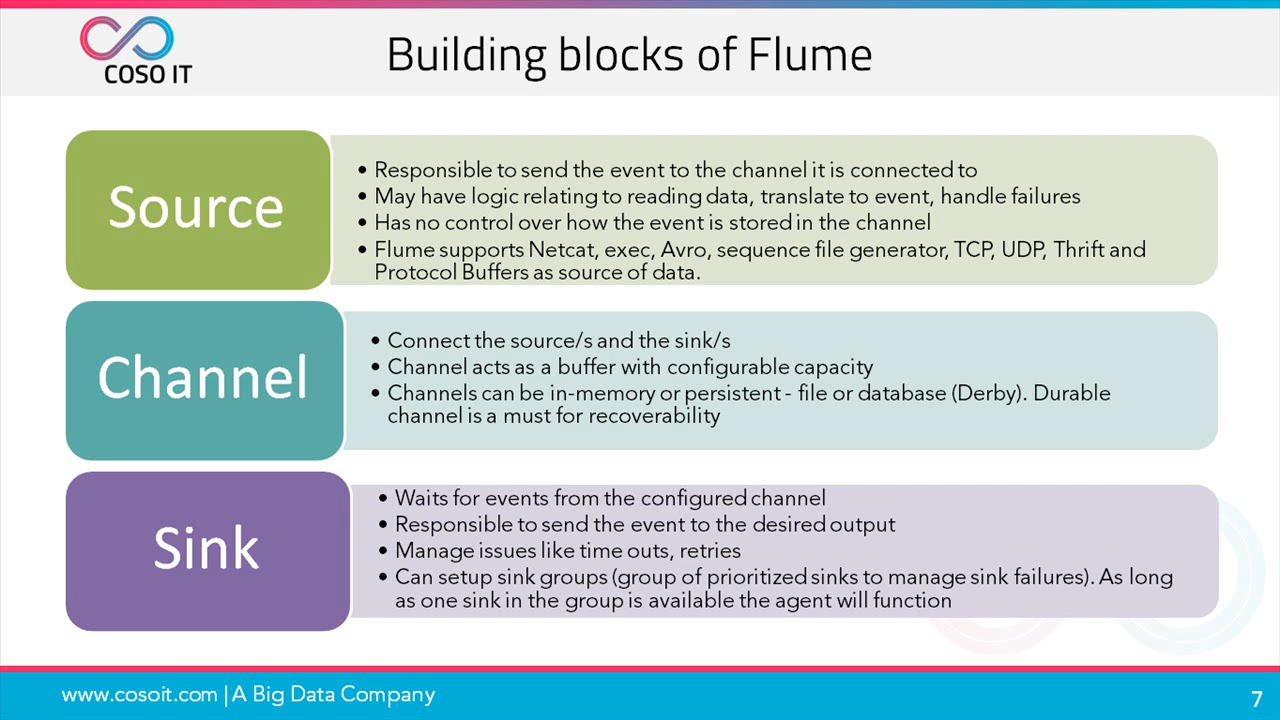 COSO IT
Building blocks of Flume
Source
• Responsible to send the event to the channel it is connected to
• May have logic relating to reading data, translate to event, handle failures
• Has no control over how the event is stored in the channel
• Flume supports Netcat, exec, Avro, sequence file generator, TCP, UDP, Thrift and
Protocol Buffers as source of data.
Channel
• Connect the source/s and the sink/s
• Channel acts as a buffer with configurable capacity
• Channels can be in-memory or persistent - file or database (Derby). Durable
channel is a must for recoverability
Sink
• Waits for events from the configured channel
• Responsible to send the event to the desired output
• Manage issues like time outs, retries
• Can setup sink groups (group of prioritized sinks to manage sink failures). As long
as one sink in the group is available the agent will function
www.cosoit.com | A Big Data Company
7